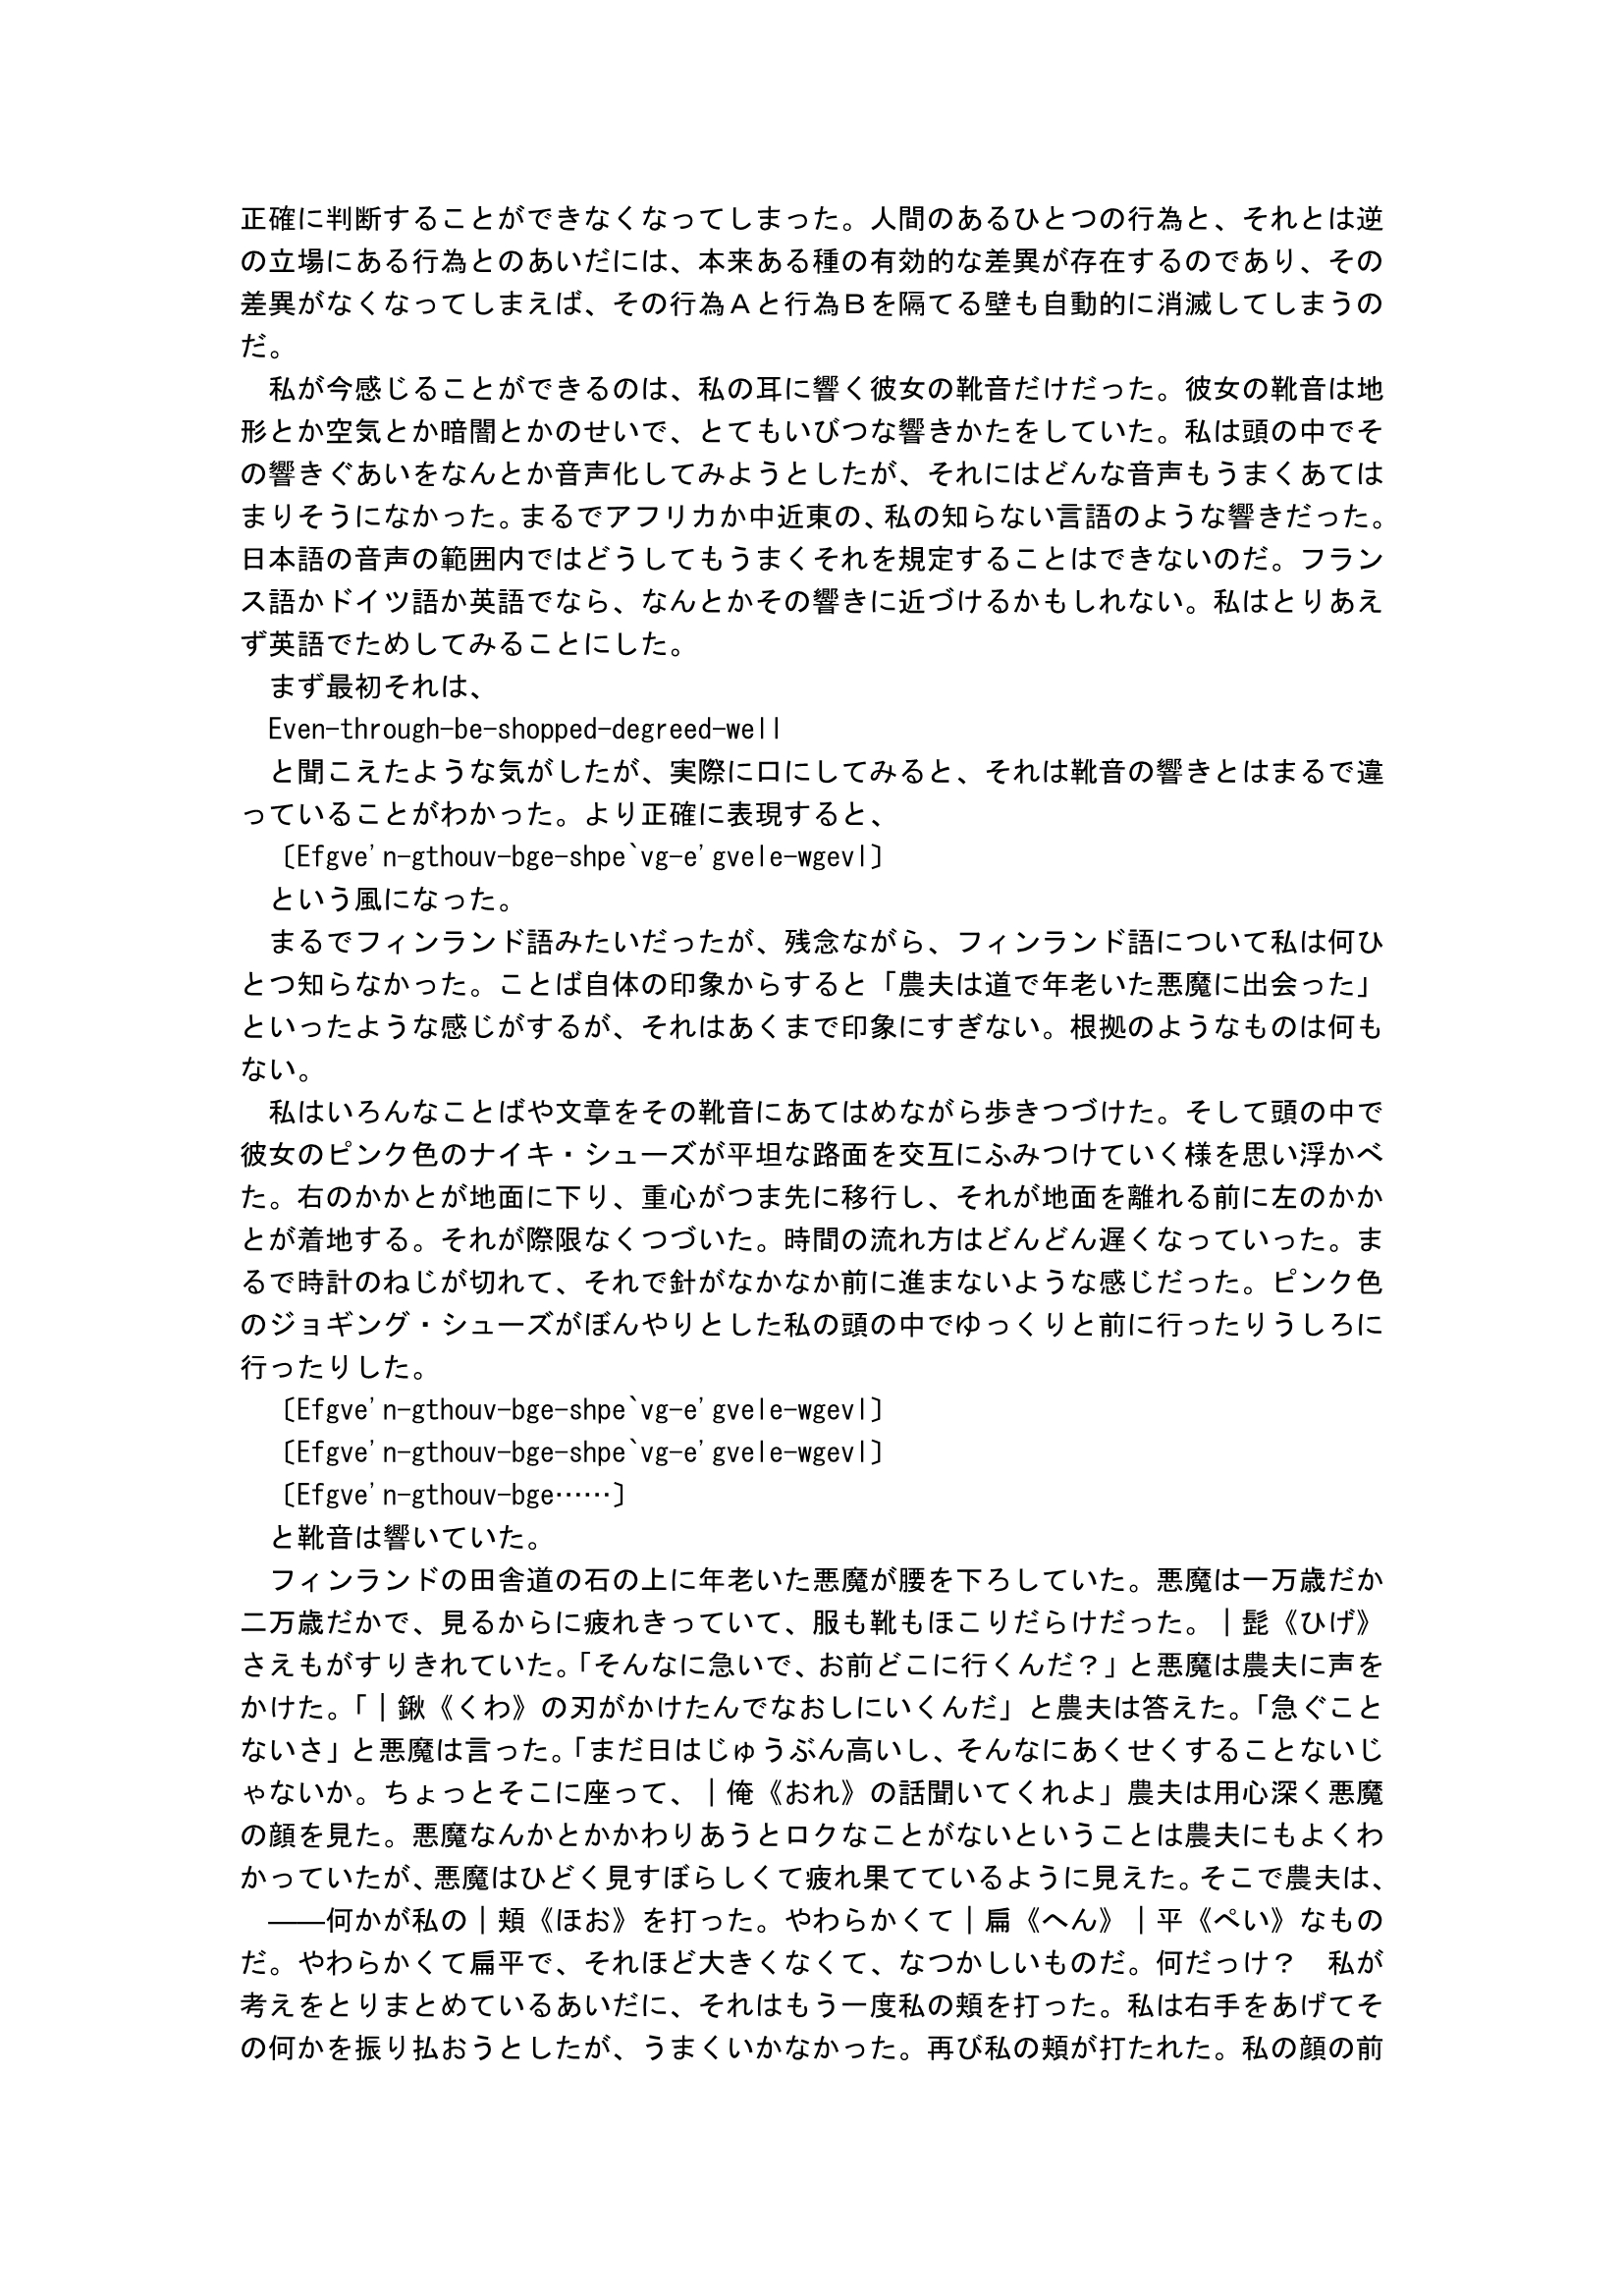 正確に判断することができなくなってしまった。人間のあるひとつの行為と、それとは逆
の立場にある行為とのあいだには、本来ある種の有効的な差異が存在するのであり、その
差異がなくなってしまえば、その行為Ａと行為Ｂを隔てる壁も自動的に消滅してしまうの
だ。
　私が今感じることができるのは、私の耳に響く彼女の靴音だけだった。彼女の靴音は地
形とか空気とか暗闇とかのせいで、とてもいびつな響きかたをしていた。私は頭の中でそ
の響きぐあいをなんとか音声化してみようとしたが、それにはどんな音声もうまくあては
まりそうになかった。まるでアフリカか中近東の、私の知らない言語のような響きだった。
日本語の音声の範囲内ではどうしてもうまくそれを規定することはできないのだ。フラン
ス語かドイツ語か英語でなら、なんとかその響きに近づけるかもしれない。私はとりあえ
ず英語でためしてみることにした。
　まず最初それは、
　Even-through-be-shopped-degreed-well
　と聞こえたような気がしたが、実際に口にしてみると、それは靴音の響きとはまるで違
っていることがわかった。より正確に表現すると、
　〔Efgve'n-gthouv-bge-shpe`vg-e'gvele-wgevl〕
　という風になった。
　まるでフィンランド語みたいだったが、残念ながら、フィンランド語について私は何ひ
とつ知らなかった。ことば自体の印象からすると「農夫は道で年老いた悪魔に出会った」
といったような感じがするが、それはあくまで印象にすぎない。根拠のようなものは何も
ない。
　私はいろんなことばや文章をその靴音にあてはめながら歩きつづけた。そして頭の中で
彼女のピンク色のナイキ・シューズが平坦な路面を交互にふみつけていく様を思い浮かべ
た。右のかかとが地面に下り、重心がつま先に移行し、それが地面を離れる前に左のかか
とが着地する。それが際限なくつづいた。時間の流れ方はどんどん遅くなっていった。ま
るで時計のねじが切れて、それで針がなかなか前に進まないような感じだった。ピンク色
のジョギング・シューズがぼんやりとした私の頭の中でゆっくりと前に行ったりうしろに
行ったりした。
　〔Efgve'n-gthouv-bge-shpe`vg-e'gvele-wgevl〕
　〔Efgve'n-gthouv-bge-shpe`vg-e'gvele-wgevl〕
　〔Efgve'n-gthouv-bge……〕
　と靴音は響いていた。
　フィンランドの田舎道の石の上に年老いた悪魔が腰を下ろしていた。悪魔は一万歳だか
二万歳だかで、見るからに疲れきっていて、服も靴もほこりだらけだった。｜髭《ひげ》
さえもがすりきれていた。「そんなに急いで、お前どこに行くんだ？」と悪魔は農夫に声を
かけた。「｜鍬《くわ》の刃がかけたんでなおしにいくんだ」と農夫は答えた。「急ぐこと
ないさ」と悪魔は言った。「まだ日はじゅうぶん高いし、そんなにあくせくすることないじ
ゃないか。ちょっとそこに座って、｜俺《おれ》の話聞いてくれよ」農夫は用心深く悪魔
の顔を見た。悪魔なんかとかかわりあうとロクなことがないということは農夫にもよくわ
かっていたが、悪魔はひどく見すぼらしくて疲れ果てているように見えた。そこで農夫は、
　――何かが私の｜頬《ほお》を打った。やわらかくて｜扁《へん》｜平《ぺい》なもの
だ。やわらかくて扁平で、それほど大きくなくて、なつかしいものだ。何だっけ？　私が
考えをとりまとめているあいだに、それはもう一度私の頬を打った。私は右手をあげてそ
の何かを振り払おうとしたが、うまくいかなかった。再び私の頬が打たれた。私の顔の前